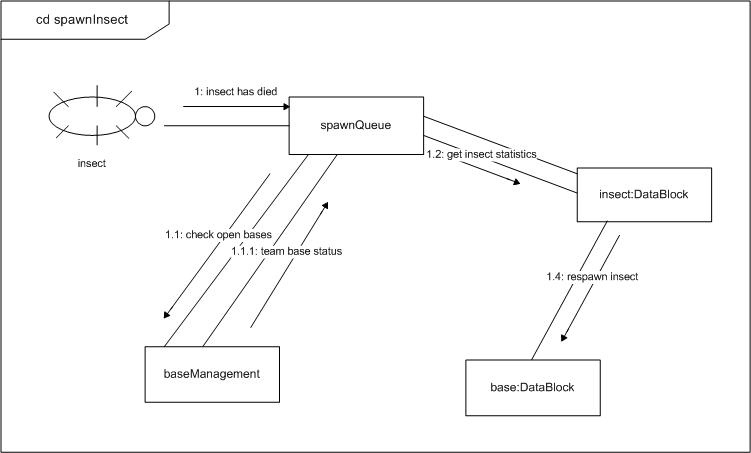 cd spawnInsect
1: insect has died
spawnQueue
insect
1.2: get insect statistics
insect:DataBlock
1.1: check open bases
1.1.1: team base status
1.4: respawn insect
baseManagement
base:DataBlock